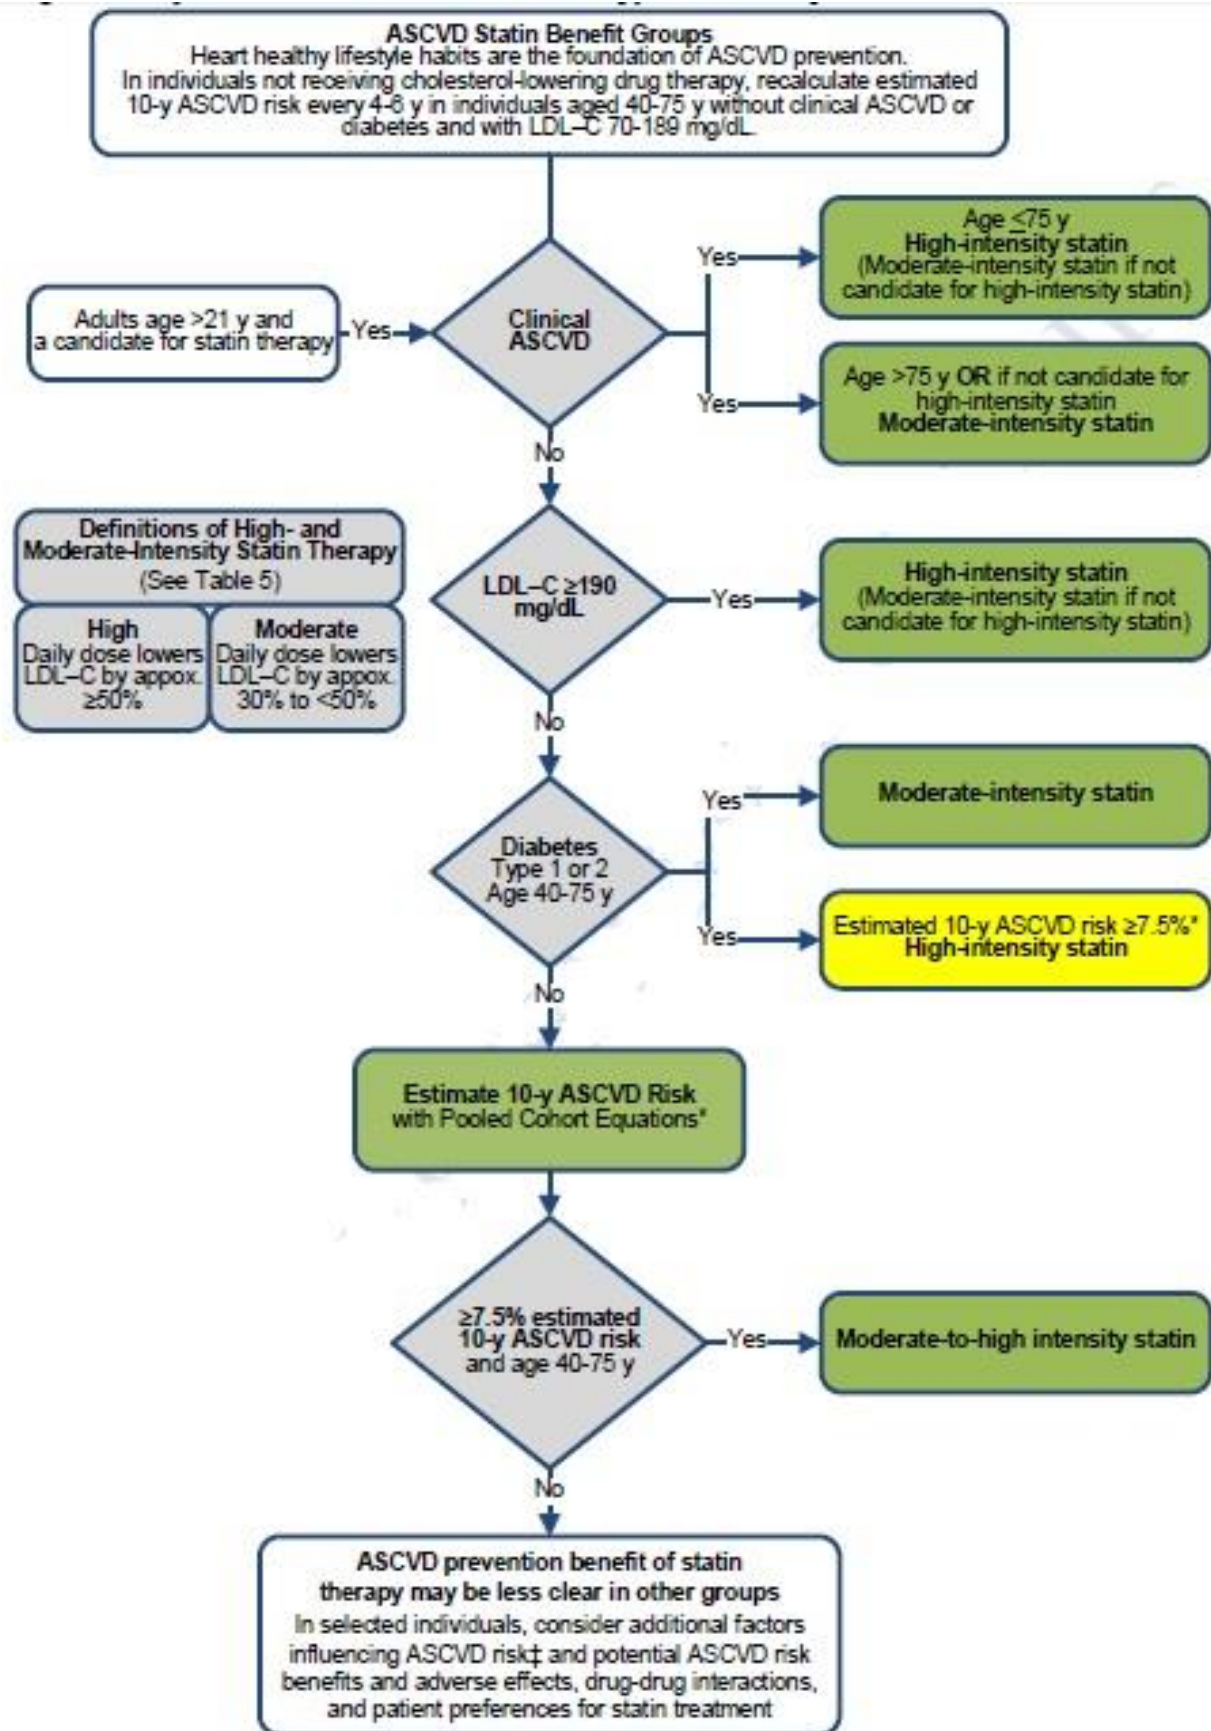 ASCVD Statin Benefit Groups
Heart healthy lifestyle habits are the foundation of ASCVD prevention.
In individuals not receiving cholesterol-lowering drug therapy, recalculate estimated
10-y ASCVD risk every 4-6 y in individuals aged 40-75 y without clinical ASCVD or
diabetes and with LDL–C 70-189 mg/dL.
Adults age >21 y and
a candidate for statin therapy
Yes
Clinical
ASCVD
Yes
Age ≤75 y
High-intensity statin
(Moderate-intensity statin if not
candidate for high-intensity statin)
Yes
Age >75 y OR if not candidate for
high-intensity statin
Moderate-intensity statin
No
Definitions of High- and
Moderate-Intensity Statin Therapy
(See Table 5)
High
Daily dose lowers
LDL–C by appox.
≥50%
Moderate
Daily dose lowers
LDL–C by appox.
30% to <50%
LDL–C ≥190
mg/dL
Yes
High-intensity statin
(Moderate-intensity statin if not
candidate for high-intensity statin)
No
Diabetes
Type 1 or 2
Age 40-75 y
Yes
Moderate-intensity statin
Yes
Estimated 10-y ASCVD risk ≥7.5%*
High-intensity statin
No
Estimate 10-y ASCVD Risk
with Pooled Cohort Equations*
≥7.5% estimated
10-y ASCVD risk
and age 40-75 y
Yes
Moderate-to-high intensity statin
No
ASCVD prevention benefit of statin
therapy may be less clear in other groups
In selected individuals, consider additional factors
influencing ASCVD risk‡ and potential ASCVD risk
benefits and adverse effects, drug-drug interactions,
and patient preferences for statin treatment